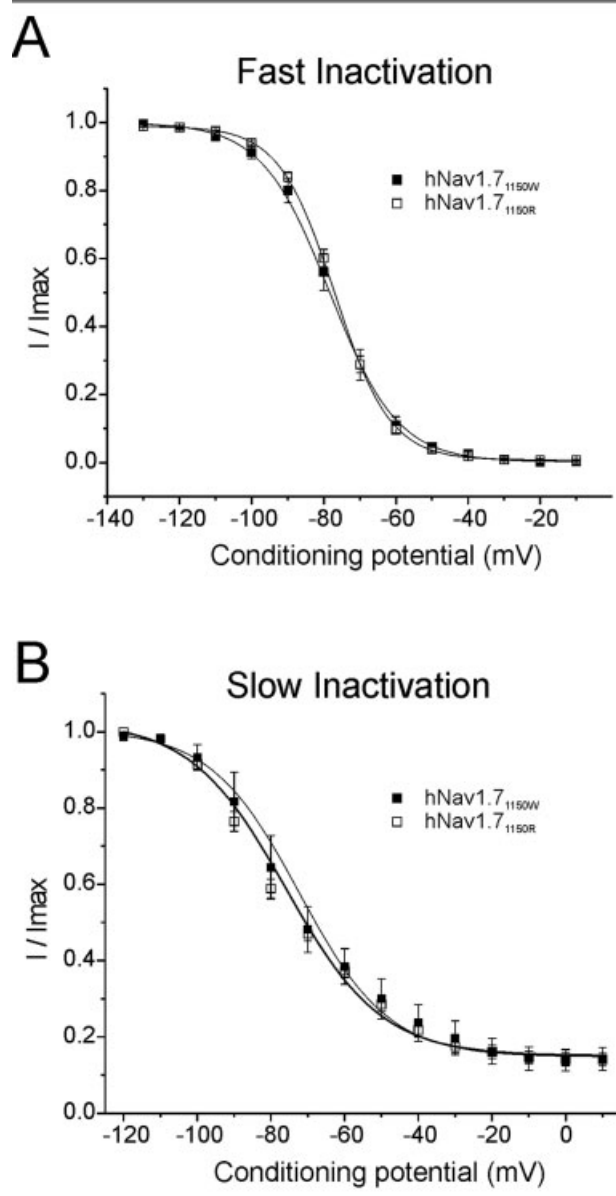 A
Fast Inactivation
1.0
0.8
0.6
0.4
0.2
0.0
I / Imax
hNav1.71150W
hNav1.71150R
-140 -120 -100 -80 -60 -40 -20
Conditioning potential (mV)
B
Slow Inactivation
1.0
0.8
0.6
0.4
0.2
0.0
I / Imax
hNav1.71150W
hNav1.71150R
-120 -100 -80 -60 -40 -20 0
Conditioning potential (mV)